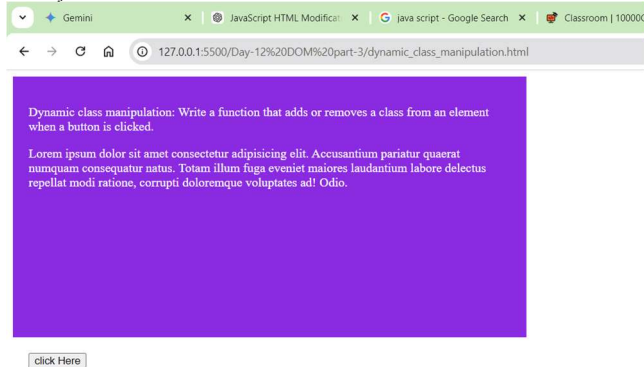 Gemini
JavaScript HTML Modificat
java script - Google Search
Classroom | 100000
127.0.0.1:5500/Day-12%20DOM%20part-3/dynamic_class_manipulation.html
Dynamic class manipulation: Write a function that adds or removes a class from an element
when a button is clicked.
Lorem ipsum dolor sit amet consectetur adipisicing elit. Accusantium pariatur quaerat
numquam consequatur natus. Totam illum fuga eveniet maiores laudantium labore delectus
repellat modi ratione, corrupti doloremque voluptates ad! Odio.
click Here